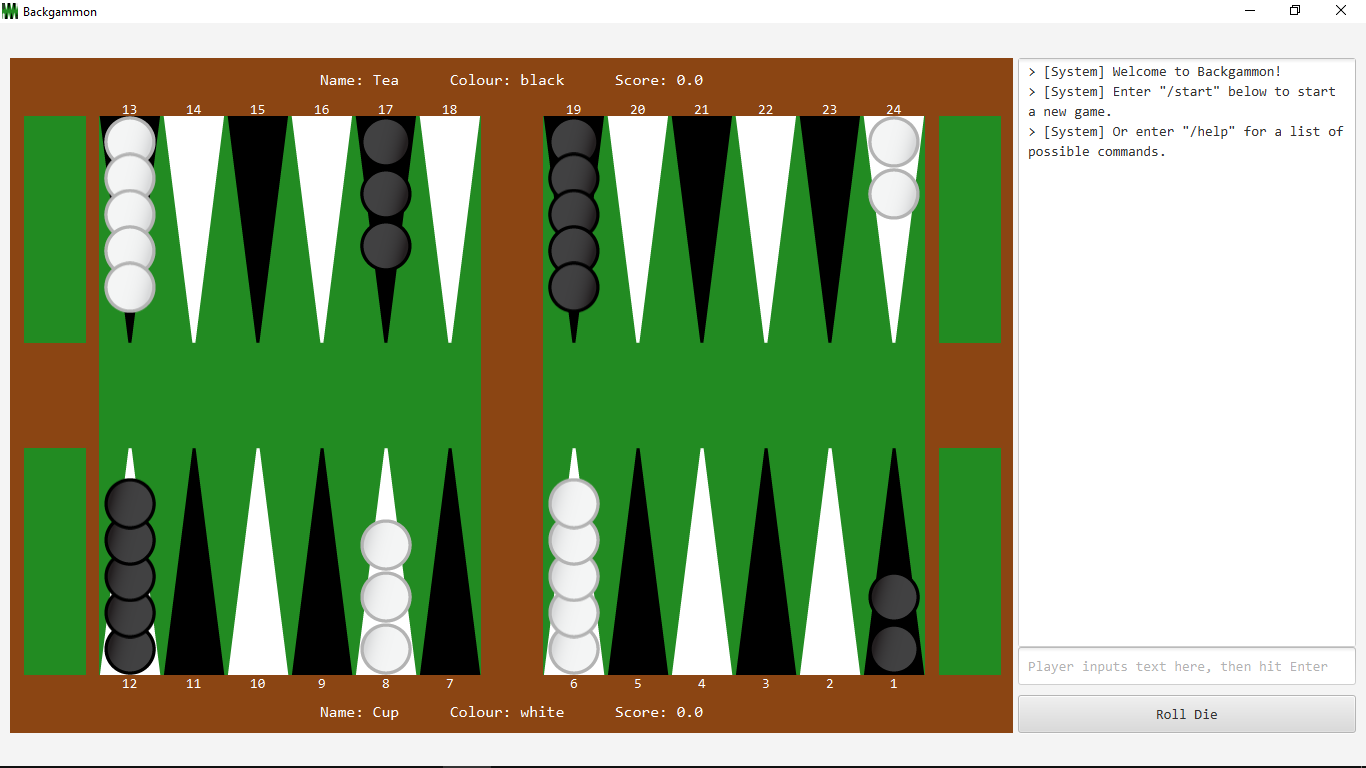 Backgammon
Name: Tea Colour: black Score: 0.0
13 14 15 16 17 18 19 20 21 22 23 24
12 11 10 9 8 7 6 5 4 3 2 1
Name: Cup Colour: white Score: 0.0
> [System] Welcome to Backgammon!
> [System] Enter "/start" below to start
a new game.
> [System] Or enter "/help" for a list of
possible commands.
Player inputs text here, then hit Enter
Roll Die